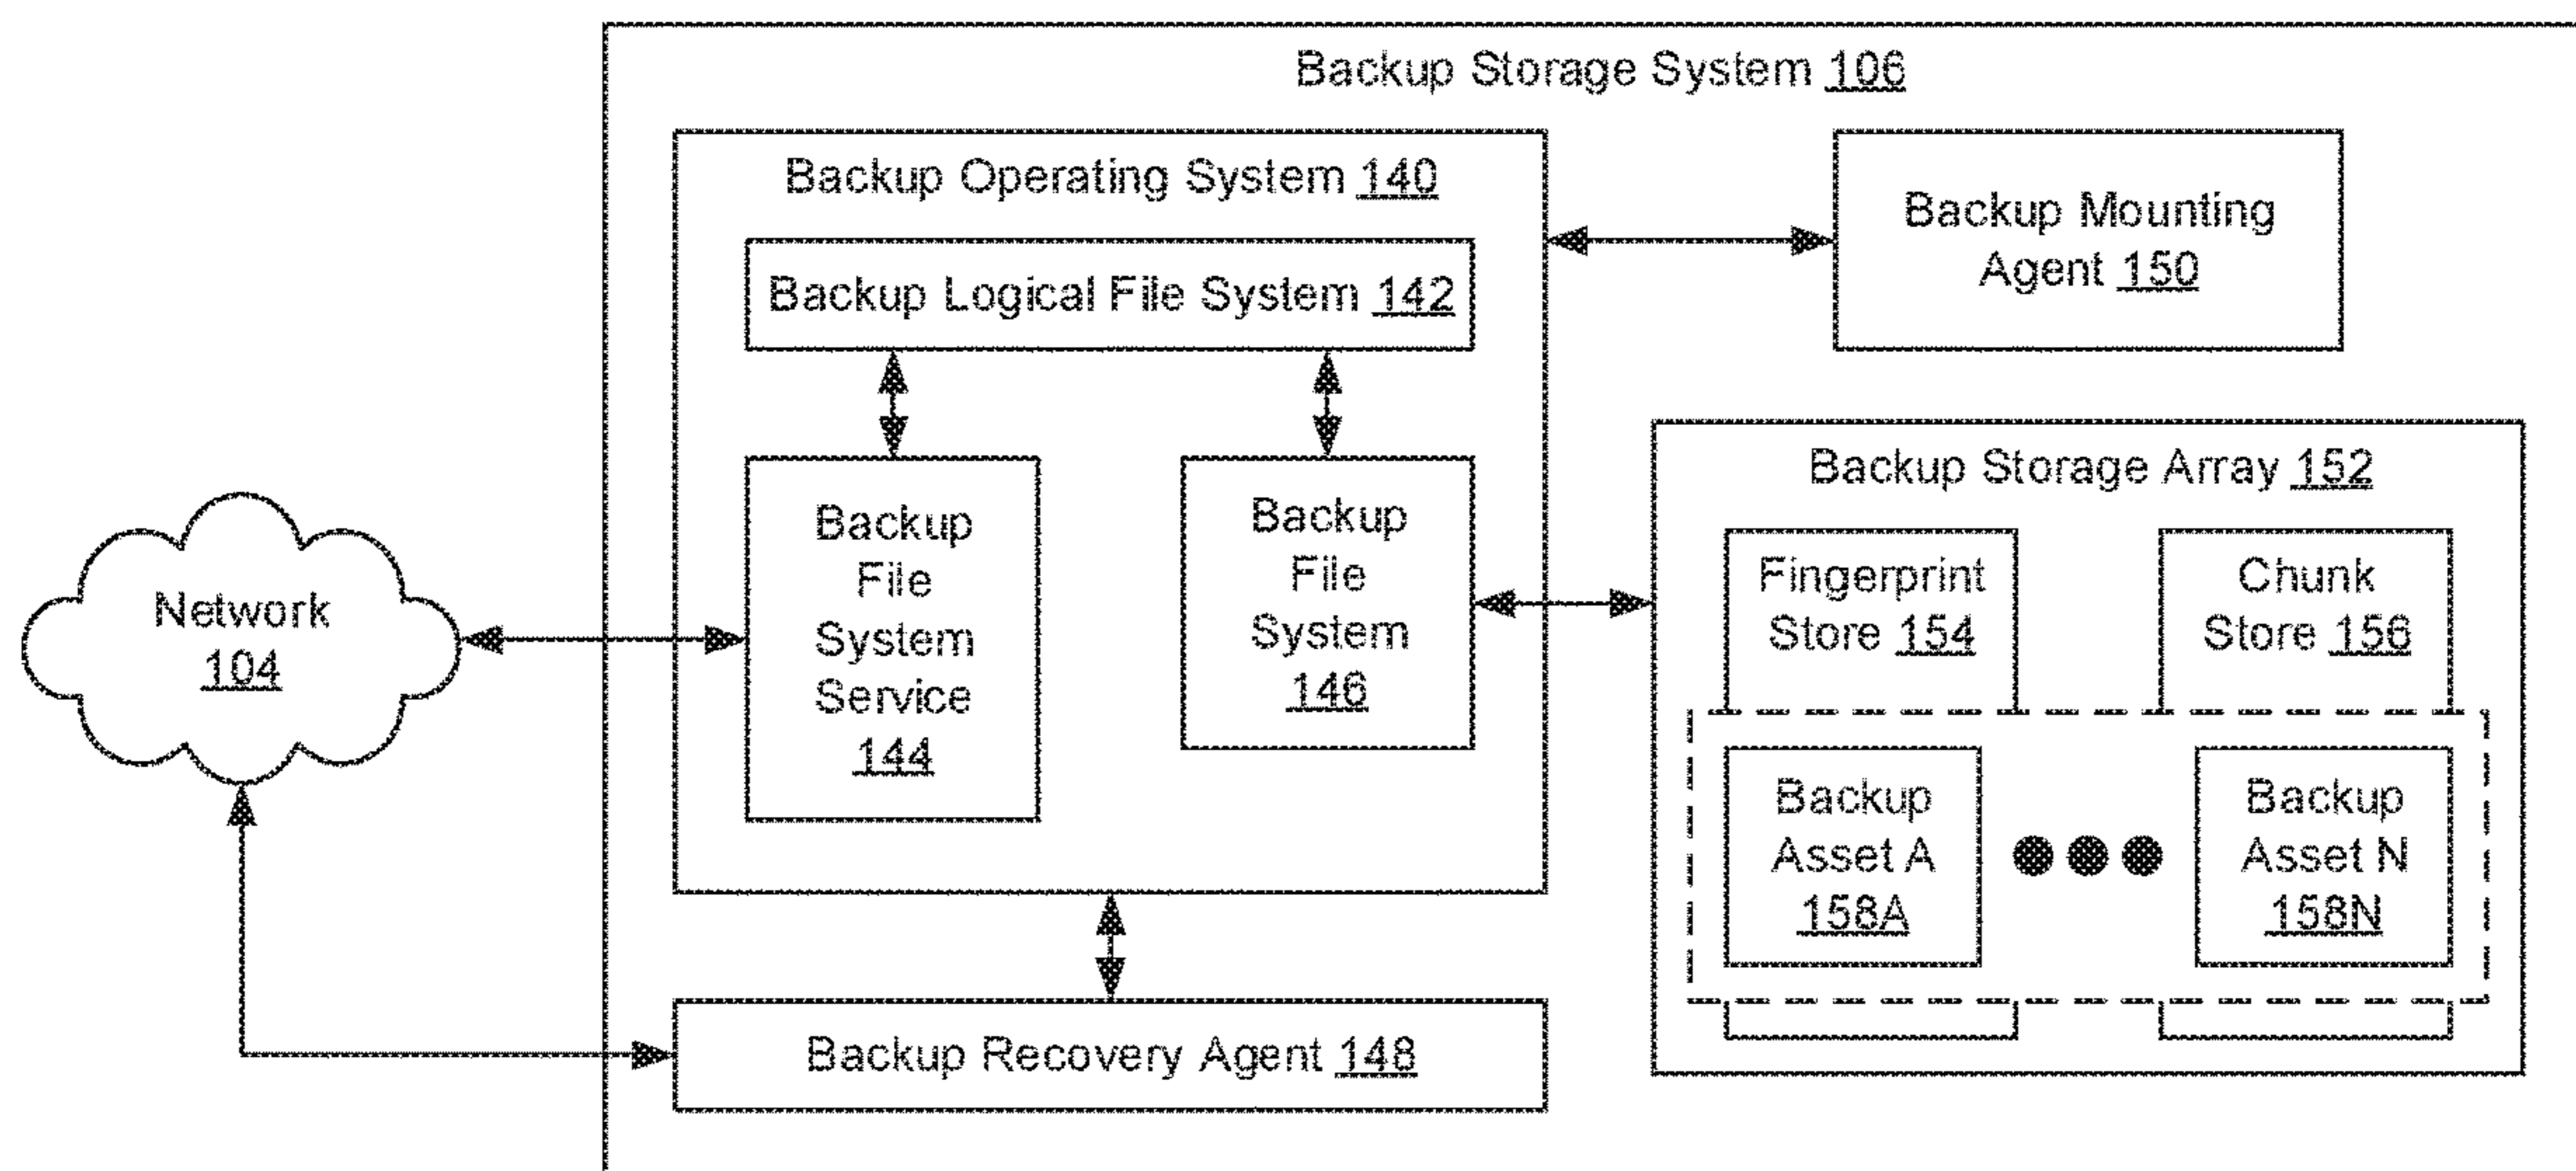 Backup Storage System 106
Backup Operating System 140
Backup Logical File System 142
Backup
File
System
Service
144
Backup
File
System
146
Backup Mounting
Agent 150
Network
104
Backup Storage Array 152
Fingerprint
Store 154
Chunk
Store 156
Backup
Asset A
158A
Backup
Asset N
158N
Backup Recovery Agent 148